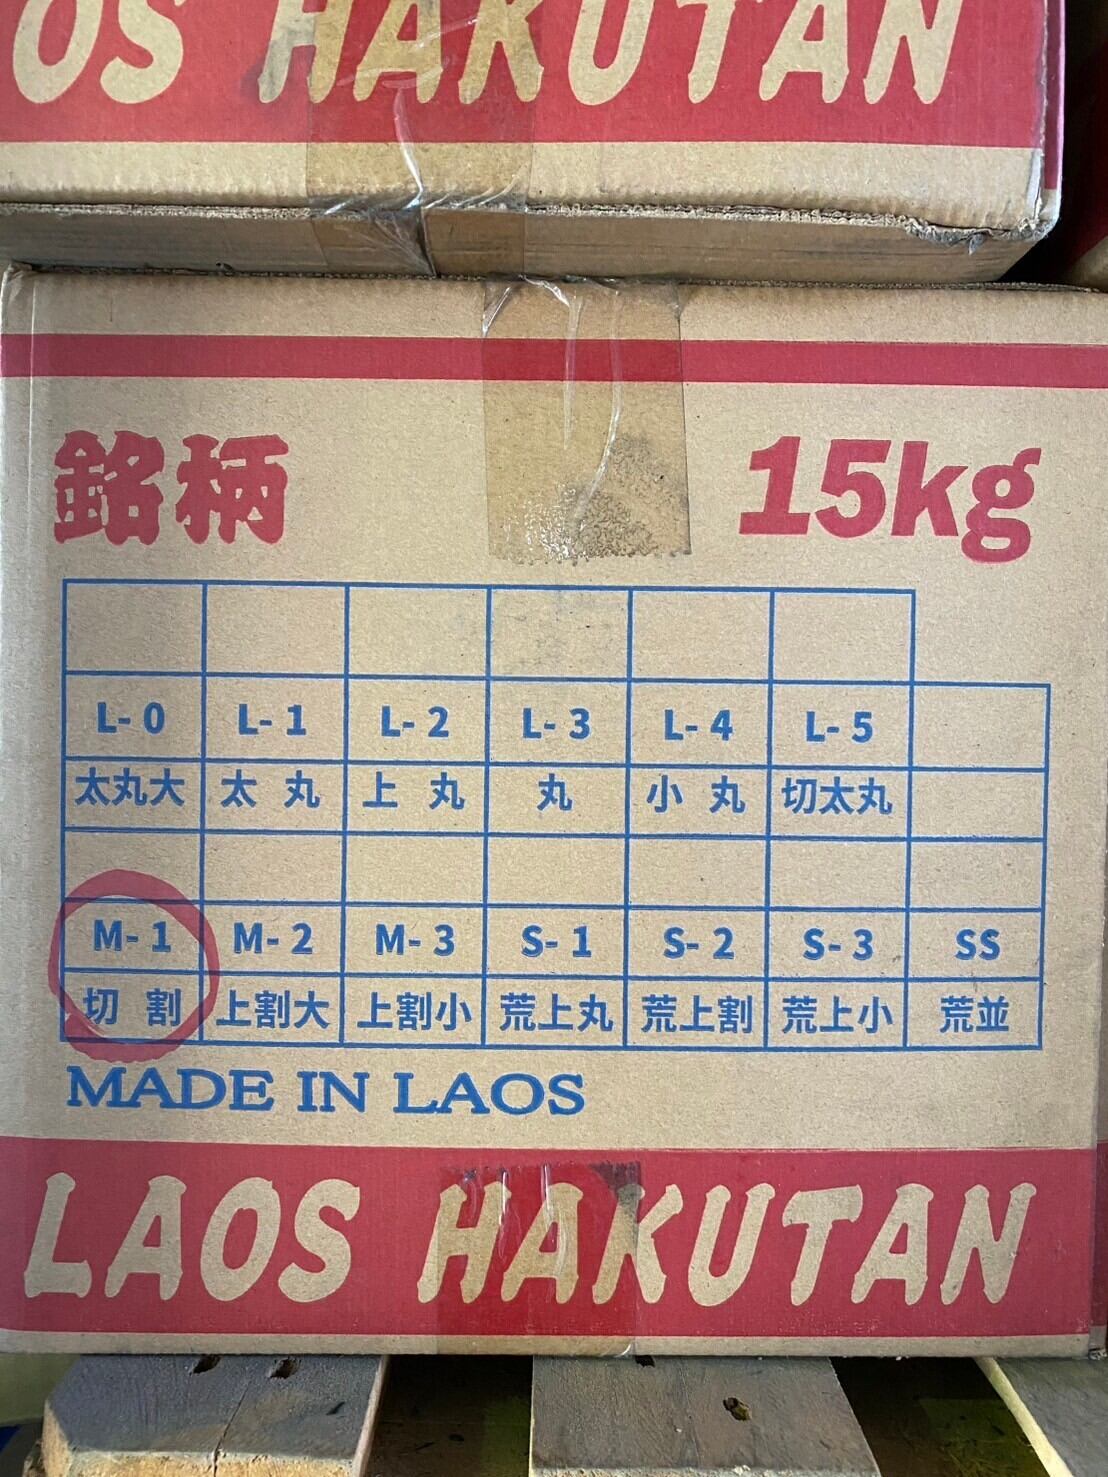 OS HAKUTAN
銘柄 15kg
L-0 L-1 L-2 L-3 L-4 L-5
太丸大 太丸 上丸 丸 小丸 切太丸
M-1 M-2 M-3 S-1 S-2 S-3 SS
切割 上割大 上割小 荒上丸 荒上割 荒上小 荒並
MADE IN LAOS
LAOS HAKUTAN